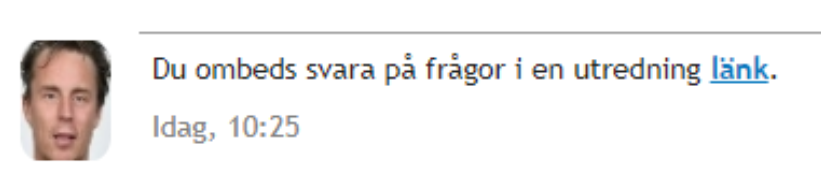 Du ombeds svara på frågor i en utredning länk.
Idag, 10:25